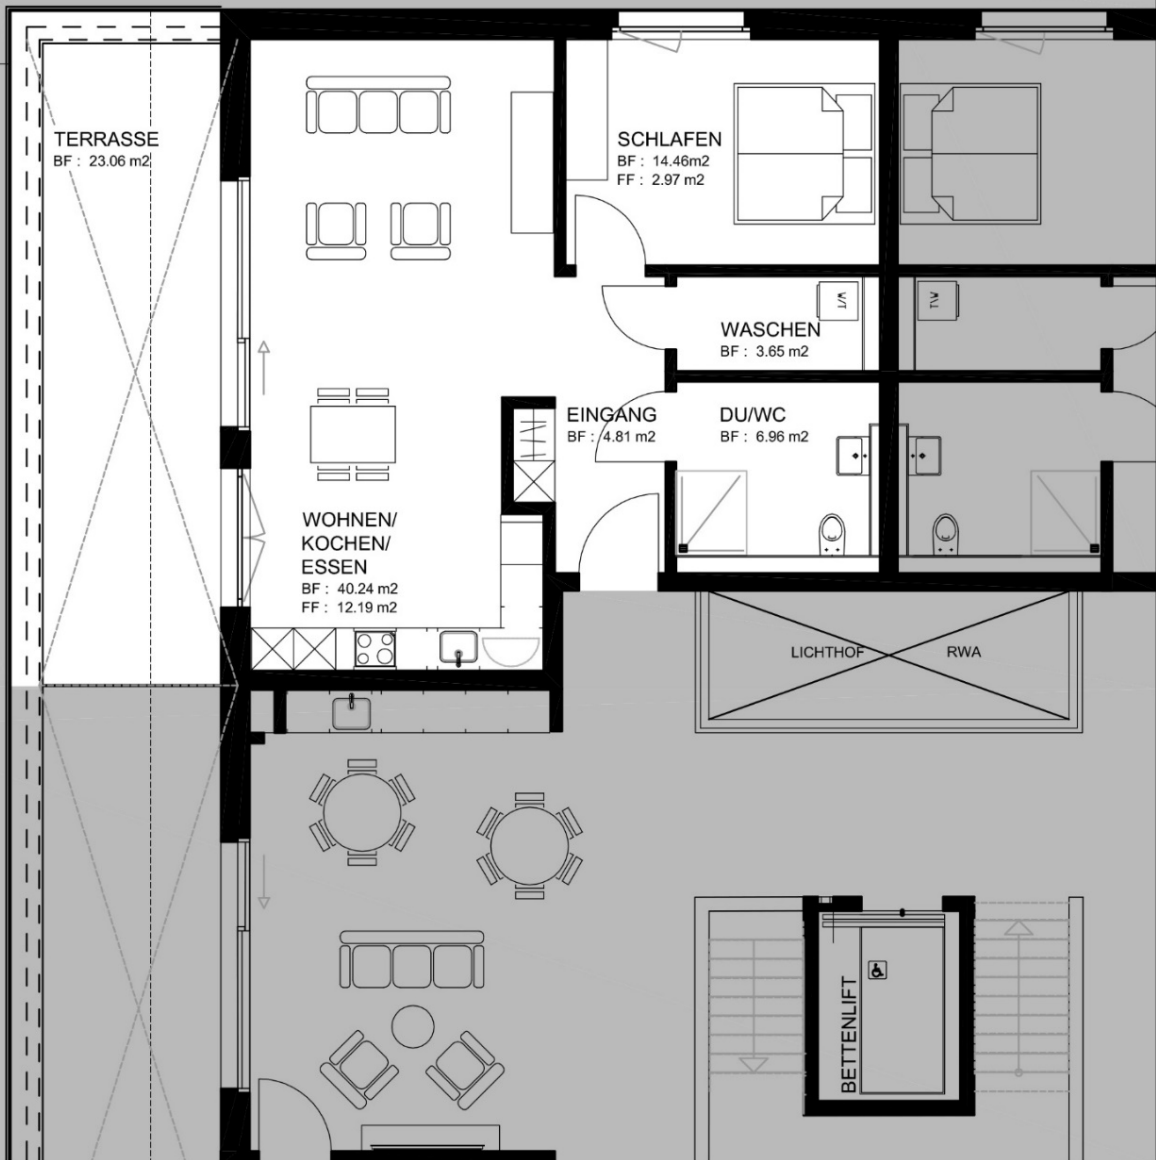 TERRASSE
BF : 23.06 m2
SCHLAFEN
BF : 14.46m2
FF : 2.97 m2
W/T
W/T
WASCHEN
BF : 3.65 m2
EINGANG
BF : 4.81 m2
DU/WC
BF : 6.96 m2
WOHNEN/
KOCHEN/
ESSEN
BF : 40.24 m2
FF : 12.19 m2
LICHTHOF
RWA
BETTENLIFT